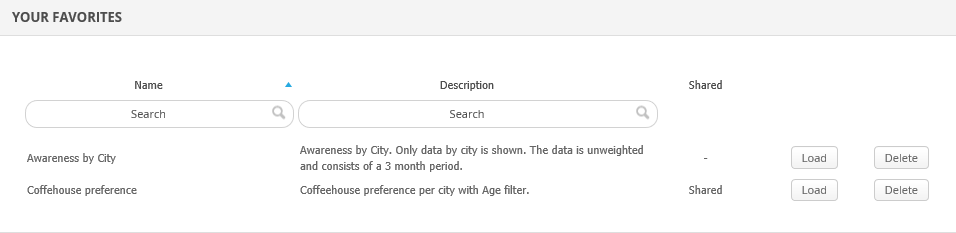 YOUR FAVORITES
Name Description Shared
Search Search
Awareness by City Awareness by City. Only data by city is shown. The data is unweighted
and consists of a 3 month period. - Load Delete
Coffehouse preference Coffeehouse preference per city with Age filter. Shared Load Delete